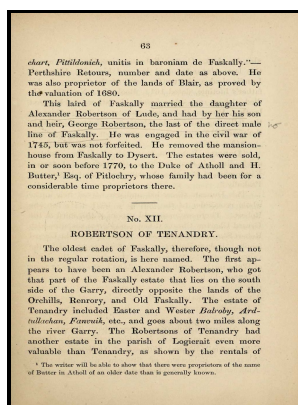 63
chart, Pittildonich, unitis in baroniam de Faskally."—
Perthshire Retours, number and date as above. He
was also proprietor of the lands of Blair, as proved by
the valuation of 1680.
This laird of Faskally married the daughter of
Alexander Robertson of Lude, and had by her his son
and heir, George Robertson, the last of the direct male
line of Faskally. He was engaged in the civil war of
1745, but was not forfeited. He removed the mansion-
house from Faskally to Dysert. The estates were sold,
in or soon before 1770, to the Duke of Atholl and H.
Butter,¹ Esq. of Pitlochry, whose family had been for a
considerable time proprietors there.
No. XII.
ROBERTSON OF TENANDRY.
The oldest cadet of Faskally, therefore, though not
in the regular rotation, is here named. The first ap-
pears to have been an Alexander Robertson, who got
that part of the Faskally estate that lies on the south
side of the Garry, directly opposite the lands of the
Orchills, Renrory, and Old Faskally. The estate of
Tenandry included Easter and Wester Balroby, Ard-
tullichan, Fanvuik, etc., and goes about two miles along
the river Garry. The Robertsons of Tenandry had
another estate in the parish of Logierait even more
valuable than Tenandry, as shown by the rentals of
¹ The writer will be able to show that there were proprietors of the name
of Butter in Atholl of an older date than is generally known.